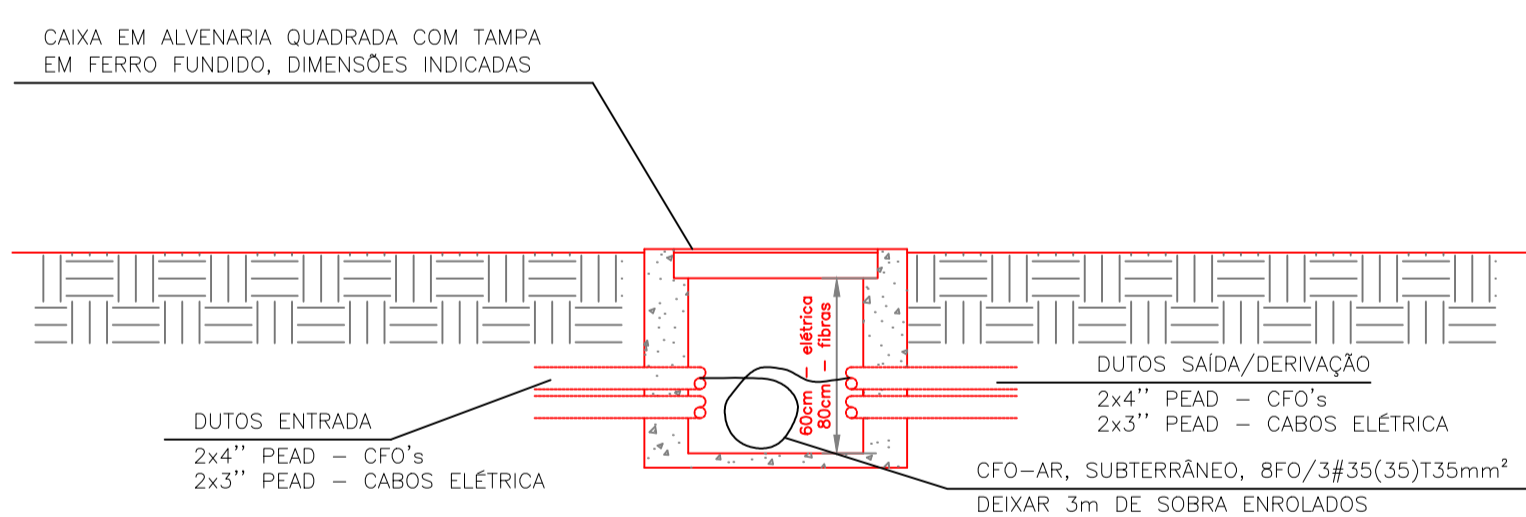 CAIXA EM ALVENARIA QUADRADA COM TAMPA
EM FERRO FUNDIDO, DIMENSÕES INDICADAS
60cm – elétrica
80cm – fibras
DUTOS ENTRADA
2x4'' PEAD – CFO's
2x3'' PEAD – CABOS ELÉTRICA
DUTOS SAÍDA/DERIVAÇÃO
2x4'' PEAD – CFO's
2x3'' PEAD – CABOS ELÉTRICA
CFO–AR, SUBTERRÂNEO, 8FO/3#35(35)T35mm²
DEIXAR 3m DE SOBRA ENROLADOS